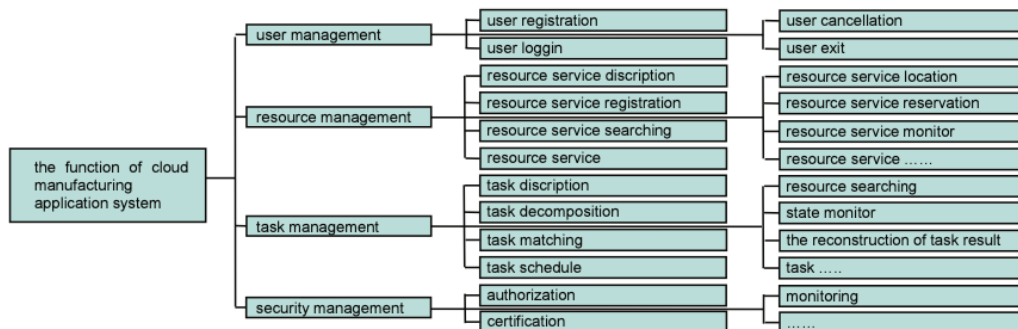 the function of cloud
manufacturing
application system
user management
user registration
user loggin
user cancellation
user exit
resource management
resource service discription
resource service registration
resource service searching
resource service
resource service location
resource service reservation
resource service monitor
resource service ……
task management
task discription
task decomposition
task matching
task schedule
resource searching
state monitor
the reconstruction of task result
task …..
security management
authorization
certification
monitoring
……